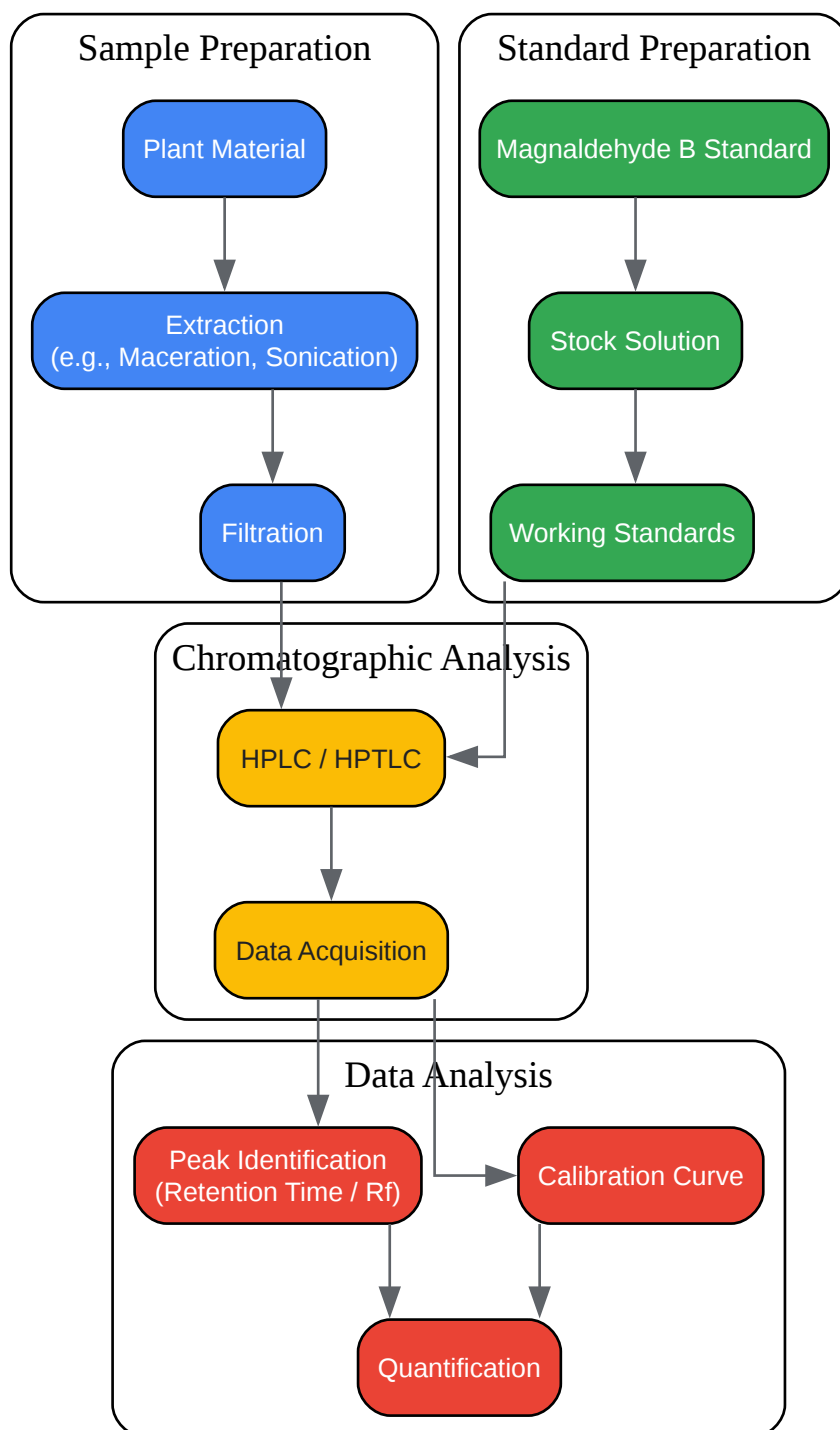 Sample Preparation
Plant Material
Extraction
(e.g., Maceration, Sonication)
Filtration
Standard Preparation
Magnaldehyde B Standard
Stock Solution
Working Standards
Chromatographic Analysis
HPLC / HPTLC
Data Acquisition
Data Analysis
Peak Identification
(Retention Time / Rf)
Calibration Curve
Quantification